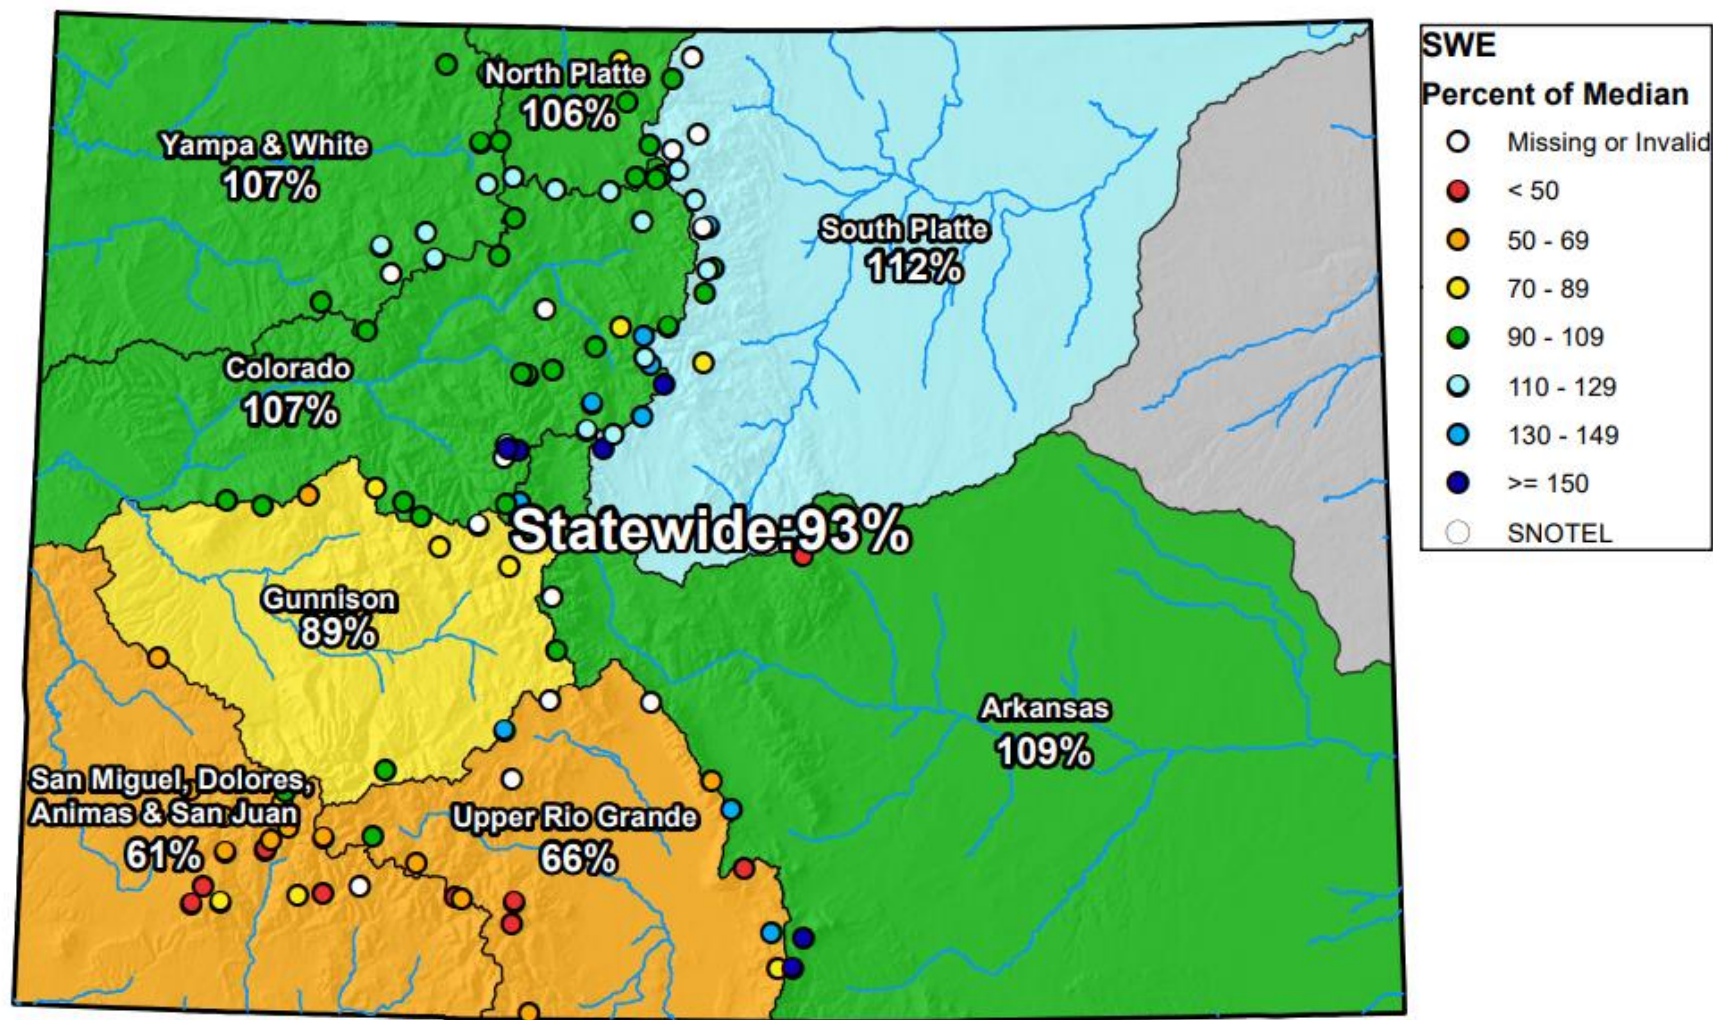 North Platte
106%
Yampa & White
107%
South Platte
112%
Colorado
107%
Statewide:93%
Gunnison
89%
Arkansas
109%
San Miguel, Dolores,
Animas & San Juan
61%
Upper Rio Grande
66%
SWE
Percent of Median
Missing or Invalid
< 50
50 - 69
70 - 89
90 - 109
110 - 129
130 - 149
>= 150
SNOTEL